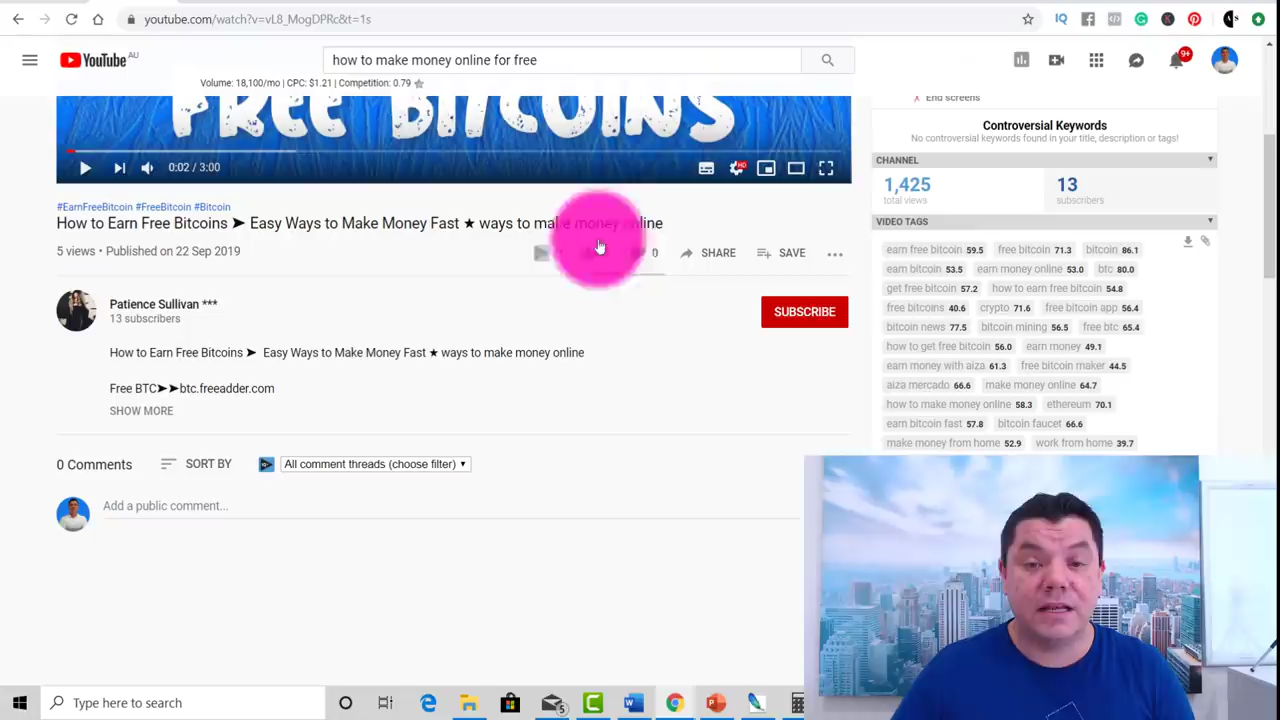 youtube.com/watch?v=vL8_MogDPRc&t=1s
YouTube AU
how to make money online for free
9+
Volume: 18,100/mo | CPC: $1.21 | Competition: 0.79
FREE BITCOINS
0:02 / 3:00
HD
#EarnFreeBitcoin #FreeBitcoin #Bitcoin
How to Earn Free Bitcoins ➤ Easy Ways to Make Money Fast ★ ways to make money online
5 views • Published on 22 Sep 2019
0 SHARE SAVE
Patience Sullivan ***
13 subscribers
SUBSCRIBE
How to Earn Free Bitcoins ➤ Easy Ways to Make Money Fast ★ ways to make money online
Free BTC➤➤btc.freeadder.com
SHOW MORE
0 Comments SORT BY All comment threads (choose filter)
Add a public comment...
End screens
Controversial Keywords
No controversial keywords found in your title, description or tags!
CHANNEL
1,425 13
total views subscribers
VIDEO TAGS
earn free bitcoin 59.5 free bitcoin 71.3 bitcoin 86.1
earn bitcoin 53.5 earn money online 53.0 btc 80.0
get free bitcoin 57.2 how to earn free bitcoin 54.8
free bitcoins 40.6 crypto 71.6 free bitcoin app 56.4
bitcoin news 77.5 bitcoin mining 56.5 free btc 65.4
how to get free bitcoin 56.0 earn money 49.1
earn money with aiza 61.3 free bitcoin maker 44.5
aiza mercado 66.6 make money online 64.7
how to make money online 58.3 ethereum 70.1
earn bitcoin fast 57.8 bitcoin faucet 66.6
make money from home 52.9 work from home 39.7
Type here to search
5